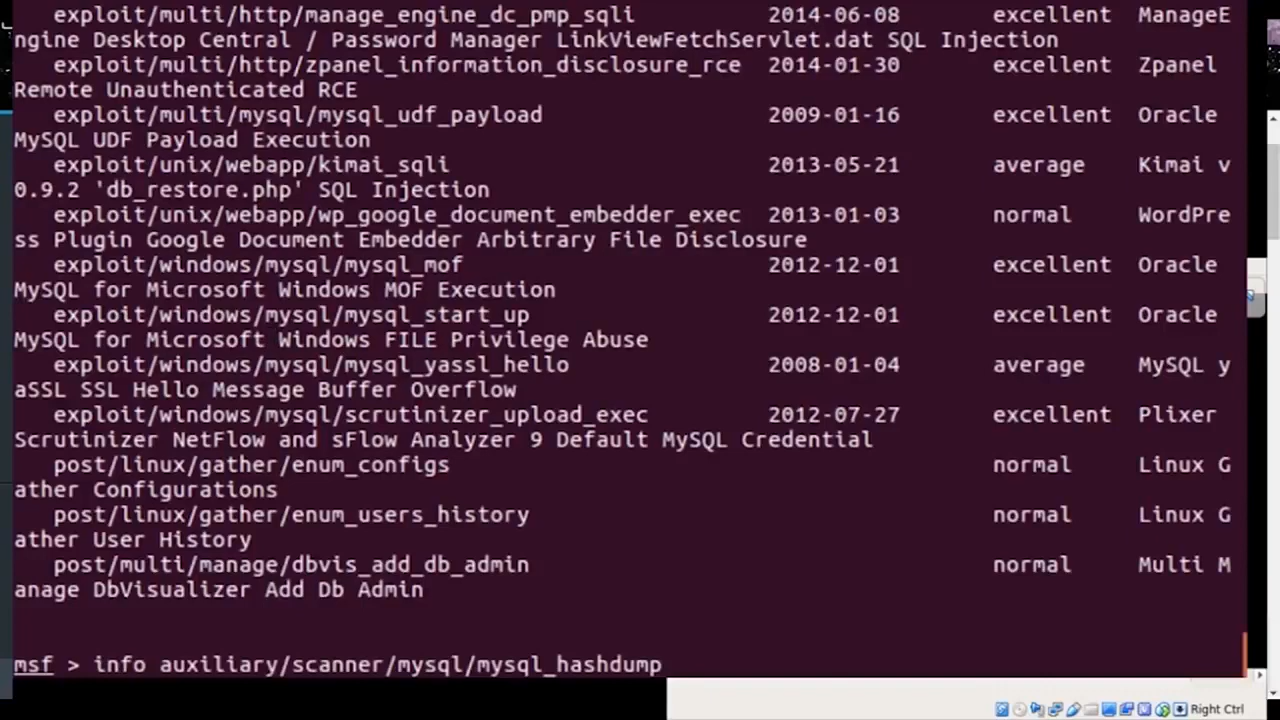 exploit/multi/http/manage_engine_dc_pmp_sqli 2014-06-08 excellent ManageE
ngine Desktop Central / Password Manager LinkViewFetchServlet.dat SQL Injection
exploit/multi/http/zpanel_information_disclosure_rce 2014-01-30 excellent Zpanel
Remote Unauthenticated RCE
exploit/multi/mysql/mysql_udf_payload 2009-01-16 excellent Oracle
MySQL UDF Payload Execution
exploit/unix/webapp/kimai_sqli 2013-05-21 average Kimai v
0.9.2 'db_restore.php' SQL Injection
exploit/unix/webapp/wp_google_document_embedder_exec 2013-01-03 normal WordPre
ss Plugin Google Document Embedder Arbitrary File Disclosure
exploit/windows/mysql/mysql_mof 2012-12-01 excellent Oracle
MySQL for Microsoft Windows MOF Execution
exploit/windows/mysql/mysql_start_up 2012-12-01 excellent Oracle
MySQL for Microsoft Windows FILE Privilege Abuse
exploit/windows/mysql/mysql_yassl_hello 2008-01-04 average MySQL y
aSSL SSL Hello Message Buffer Overflow
exploit/windows/mysql/scrutinizer_upload_exec 2012-07-27 excellent Plixer
Scrutinizer NetFlow and sFlow Analyzer 9 Default MySQL Credential
post/linux/gather/enum_configs normal Linux G
ather Configurations
post/linux/gather/enum_users_history normal Linux G
ather User History
post/multi/manage/dbvis_add_db_admin normal Multi M
anage DbVisualizer Add Db Admin
msf > info auxiliary/scanner/mysql/mysql_hashdump
Right Ctrl